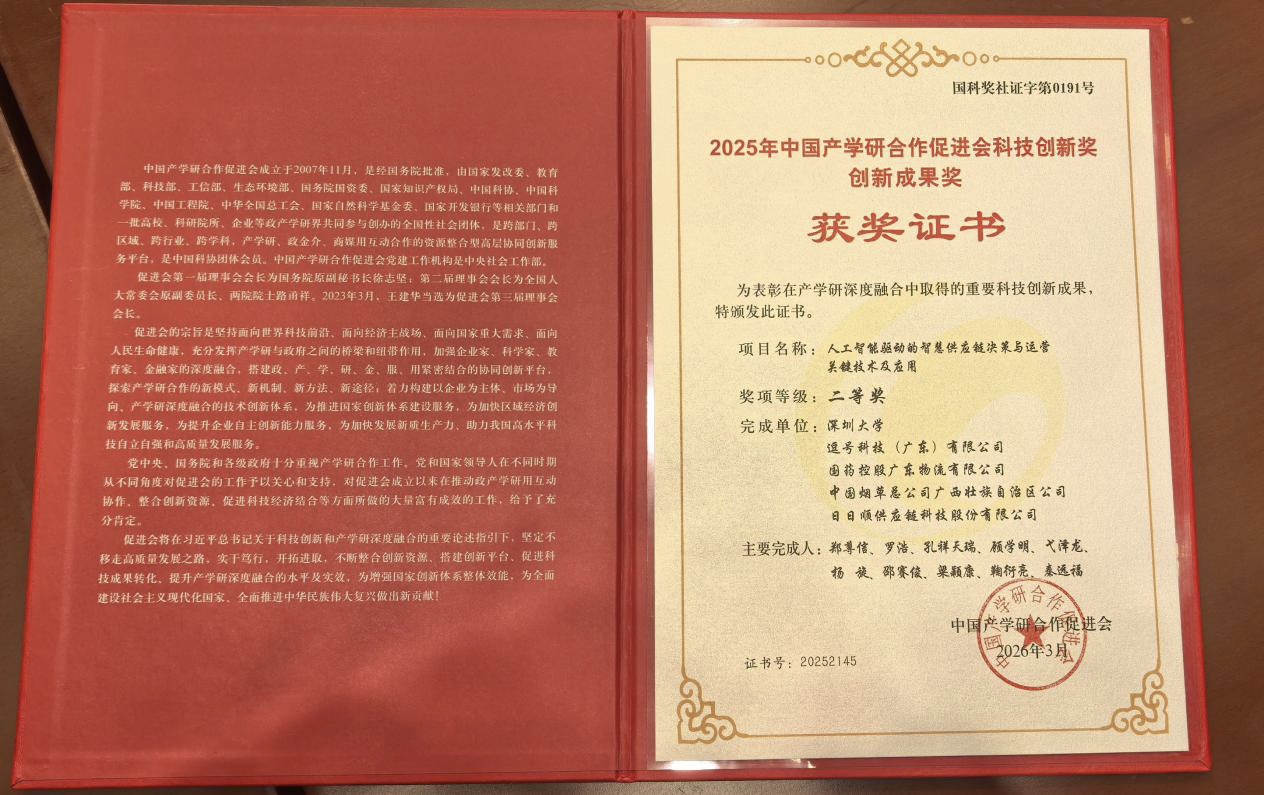 中国产学研合作促进会成立于2007年11月，是经国务院批准，由国家发改委、教育
部、科技部、工信部、生态环境部、国务院国资委、国家知识产权局、中国科协、中国科
学院、中国工程院、中华全国总工会、国家自然科学基金委、国家开发银行等相关部门和
一批高校、科研院所、企业等政产学研界共同参与创办的全国性社会团体，是跨部门、跨
区域、跨行业、跨学科，产学研、政金介、商媒用互动合作的资源整合型高层协同创新服
务平台，是中国科协团体会员。中国产学研合作促进会党建工作机构是中央社会工作部。
促进会第一届理事会会长为国务院原副秘书长徐志坚；第二届理事会会长为全国人
大常委会原副委员长、两院院士路甬祥。2023年3月，王建华当选为促进会第三届理事会
会长。
促进会的宗旨是坚持面向世界科技前沿、面向经济主战场、面向国家重大需求、面向
人民生命健康，充分发挥产学研与政府之间的桥梁和纽带作用，加强企业家、科学家、教
育家、金融家的深度融合，搭建政、产、学、研、金、服、用紧密结合的协同创新平台，
探索产学研合作的新模式、新机制、新方法、新途径；着力构建以企业为主体、市场为导
向、产学研深度融合的技术创新体系，为推进国家创新体系建设服务，为加快区域经济创
新发展服务，为提升企业自主创新能力服务，为加快发展新质生产力、助力我国高水平科
技自立自强和高质量发展服务。
党中央、国务院和各级政府十分重视产学研合作工作，党和国家领导人在不同时期
从不同角度对促进会的工作予以关心和支持，对促进会成立以来在推动政产学研用互动
协作、整合创新资源、促进科技经济结合等方面所做的大量富有成效的工作，给予了充
分肯定。
促进会将在习近平总书记关于科技创新和产学研深度融合的重要论述指引下，坚定不
移走高质量发展之路，实干笃行，开拓进取，不断整合创新资源、搭建创新平台、促进科
技成果转化、提升产学研深度融合的水平及实效，为增强国家创新体系整体效能，为全面
建设社会主义现代化国家、全面推进中华民族伟大复兴做出新贡献！
国科奖社证字第0191号
2025年中国产学研合作促进会科技创新奖
创新成果奖
获奖证书
为表彰在产学研深度融合中取得的重要科技创新成果，
特颁发此证书。
项目名称：人工智能驱动的智慧供应链决策与运营
关键技术及应用
奖项等级：二等奖
完成单位：深圳大学
逗号科技（广东）有限公司
国药控股广东物流有限公司
中国烟草总公司广西壮族自治区公司
日日顺供应链科技股份有限公司
主要完成人：郑尊信、罗浩、孔祥天瑞、顾学明、弋泽龙、
杨 旋、邵赛俊、梁颖康、鞠衍亮、秦远福
中国产学研合作促进会
2026年3月
中国产学研合作促进会
证书号：20252145